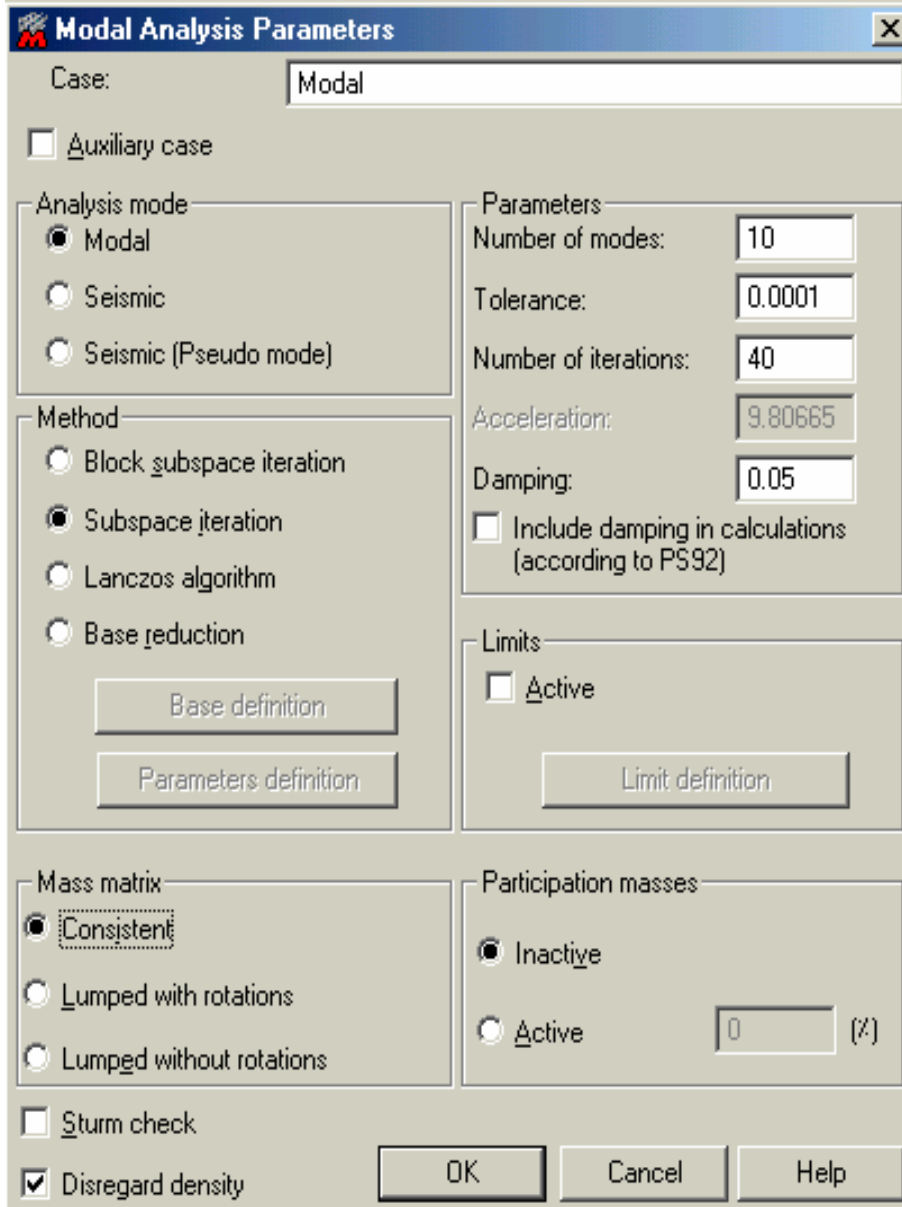 Modal Analysis Parameters
Case:
Modal
Auxiliary case
Analysis mode
Modal
Seismic
Seismic (Pseudo mode)
Method
Block subspace iteration
Subspace iteration
Lanczos algorithm
Base reduction
Base definition
Parameters definition
Parameters
Number of modes:
10
Tolerance:
0.0001
Number of iterations:
40
Acceleration:
9.80665
Damping:
0.05
Include damping in calculations
(according to PS92)
Limits
Active
Limit definition
Mass matrix
Consistent
Lumped with rotations
Lumped without rotations
Participation masses
Inactive
Active
0
(%)
Sturm check
Disregard density
OK
Cancel
Help